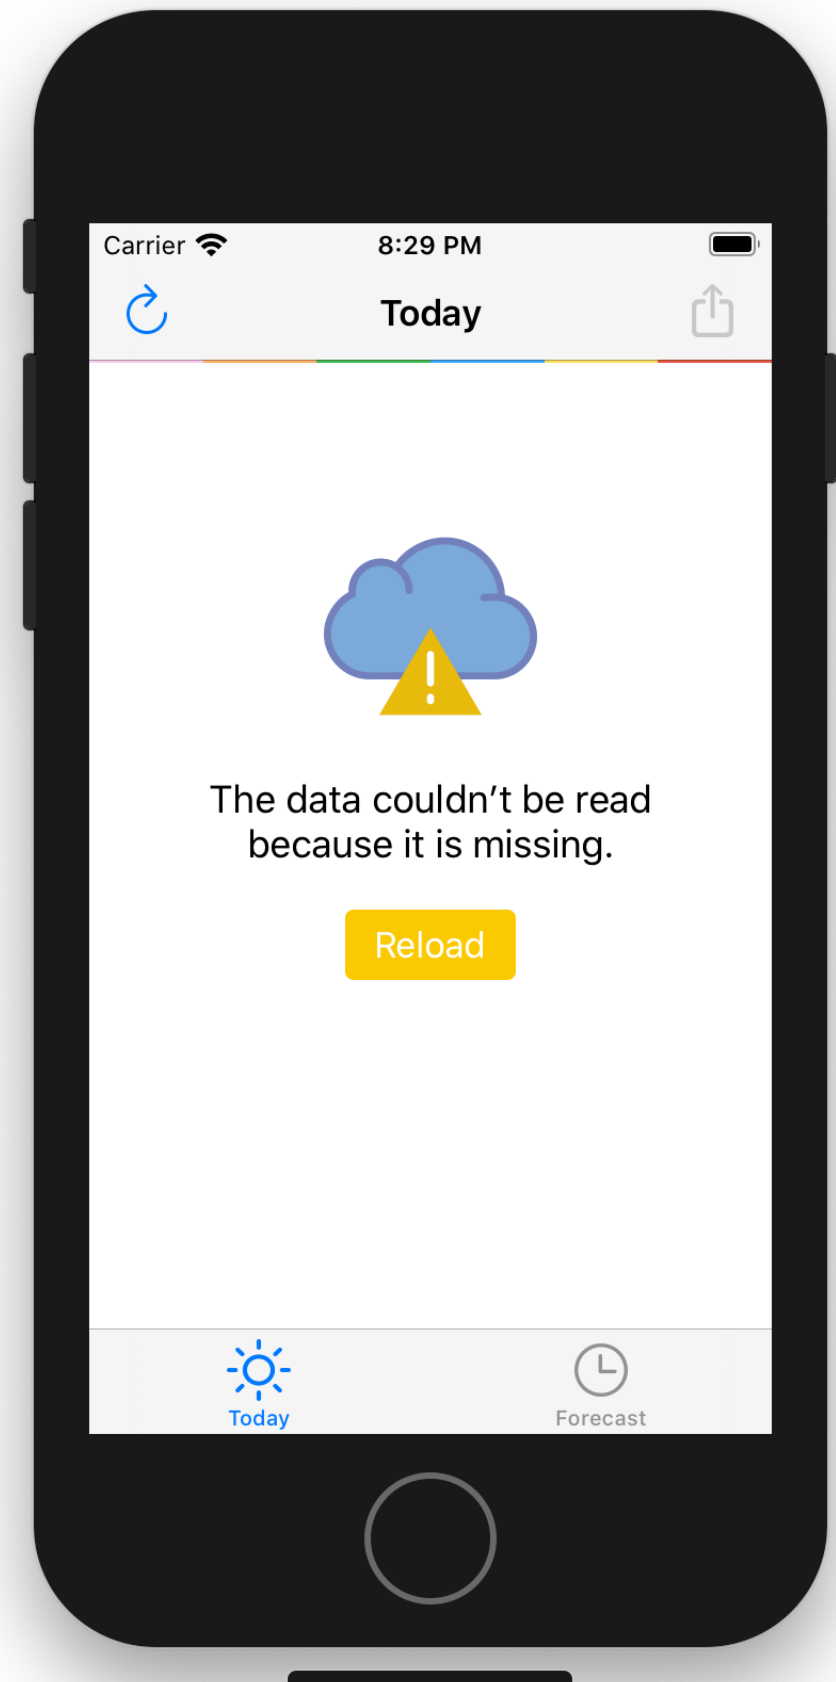 Carrier
8:29 PM
Today
The data couldn’t be read
because it is missing.
Reload
Today
Forecast